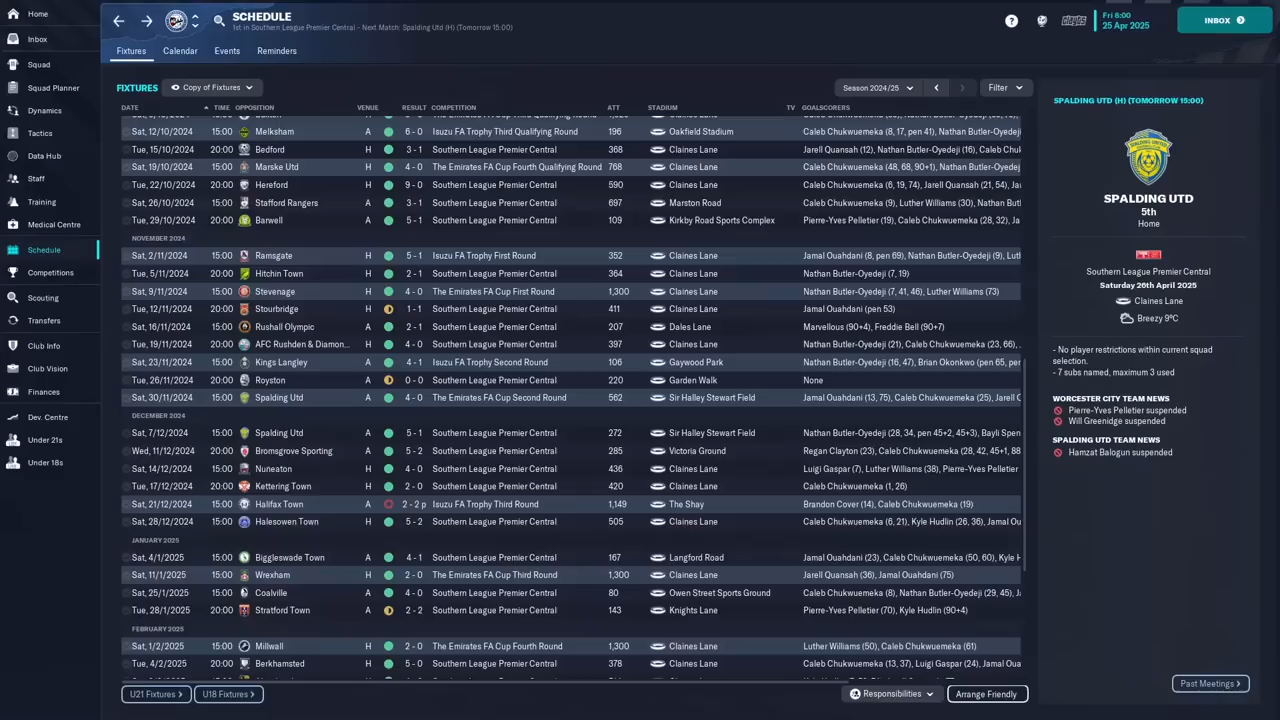 Home
Inbox
Squad
Squad Planner
Dynamics
Tactics
Data Hub
Staff
Training
Medical Centre
Schedule
Competitions
Scouting
Transfers
Club Info
Club Vision
Finances
Dev. Centre
Under 21s
Under 18s
SCHEDULE
1st in Southern League Premier Central - Next Match: Spalding Utd (H) (Tomorrow 15:00)
Fri 8:00
25 Apr 2025
INBOX
Fixtures Calendar Events Reminders
FIXTURES Copy of Fixtures Season 2024/25 Filter
DATE TIME OPPOSITION VENUE RESULT COMPETITION ATT STADIUM TV GOALSCORERS
Sat, 12/10/2024 15:00 Melksham A 6 - 0 Isuzu FA Trophy Third Qualifying Round 196 Oakfield Stadium Caleb Chukwuemeka (8, 17, pen 41), Nathan Butler-Oyedeji
Tue, 15/10/2024 20:00 Bedford H 3 - 1 Southern League Premier Central 368 Claines Lane Jarell Quansah (12), Nathan Butler-Oyedeji (16), Caleb Chuk
Sat, 19/10/2024 15:00 Marske Utd H 4 - 0 The Emirates FA Cup Fourth Qualifying Round 768 Claines Lane Caleb Chukwuemeka (48, 68, 90+1), Nathan Butler-Oyedeji
Tue, 22/10/2024 20:00 Hereford H 9 - 0 Southern League Premier Central 590 Claines Lane Caleb Chukwuemeka (6, 19, 74), Jarell Quansah (21, 54), Ja
Sat, 26/10/2024 15:00 Stafford Rangers A 3 - 1 Southern League Premier Central 697 Marston Road Caleb Chukwuemeka (9), Luther Williams (30), Nathan But
Tue, 29/10/2024 20:00 Barwell A 5 - 1 Southern League Premier Central 109 Kirkby Road Sports Complex Pierre-Yves Pelletier (19), Caleb Chukwuemeka (28, 32), Ja
NOVEMBER 2024
Sat, 2/11/2024 15:00 Ramsgate H 5 - 1 Isuzu FA Trophy First Round 352 Claines Lane Jamal Ouahdani (8, pen 69), Nathan Butler-Oyedeji (9), Lut
Tue, 5/11/2024 20:00 Hitchin Town H 2 - 1 Southern League Premier Central 364 Claines Lane Nathan Butler-Oyedeji (7, 19)
Sat, 9/11/2024 15:00 Stevenage H 4 - 0 The Emirates FA Cup First Round 1,300 Claines Lane Nathan Butler-Oyedeji (7, 41, 46), Luther Williams (73)
Tue, 12/11/2024 20:00 Stourbridge H 1 - 1 Southern League Premier Central 411 Claines Lane Jamal Ouahdani (pen 53)
Sat, 16/11/2024 15:00 Rushall Olympic A 2 - 1 Southern League Premier Central 207 Dales Lane Marvellous (90+4), Freddie Bell (90+7)
Tue, 19/11/2024 20:00 AFC Rushden & Diamon... H 4 - 0 Southern League Premier Central 397 Claines Lane Nathan Butler-Oyedeji (21), Caleb Chukwuemeka (23, 66),
Sat, 23/11/2024 15:00 Kings Langley A 4 - 1 Isuzu FA Trophy Second Round 106 Gaywood Park Nathan Butler-Oyedeji (16, 47), Brian Okonkwo (pen 65, pen
Tue, 26/11/2024 20:00 Royston A 0 - 0 Southern League Premier Central 220 Garden Walk None
Sat, 30/11/2024 15:00 Spalding Utd A 4 - 0 The Emirates FA Cup Second Round 562 Sir Halley Stewart Field Jamal Ouahdani (13, 75), Caleb Chukwuemeka (25), Jarell Q
DECEMBER 2024
Sat, 7/12/2024 15:00 Spalding Utd A 5 - 1 Southern League Premier Central 272 Sir Halley Stewart Field Nathan Butler-Oyedeji (28, 34, pen 45+2, 45+3), Bayli Spen
Wed, 11/12/2024 20:00 Bromsgrove Sporting A 5 - 2 Southern League Premier Central 285 Victoria Ground Regan Clayton (23), Caleb Chukwuemeka (28, 42, 45+1, 88
Sat, 14/12/2024 15:00 Nuneaton H 4 - 0 Southern League Premier Central 436 Claines Lane Luigi Gaspar (7), Luther Williams (38), Pierre-Yves Pelletier
Tue, 17/12/2024 20:00 Kettering Town H 2 - 0 Southern League Premier Central 420 Claines Lane Caleb Chukwuemeka (1, 26)
Sat, 21/12/2024 15:00 Halifax Town A 2 - 2 p Isuzu FA Trophy Third Round 1,149 The Shay Brandon Cover (14), Caleb Chukwuemeka (19)
Sat, 28/12/2024 15:00 Halesowen Town H 5 - 2 Southern League Premier Central 505 Claines Lane Caleb Chukwuemeka (6, 21), Kyle Hudlin (26, 36), Jamal Ou
JANUARY 2025
Sat, 4/1/2025 15:00 Biggleswade Town A 4 - 1 Southern League Premier Central 167 Langford Road Jamal Ouahdani (23), Caleb Chukwuemeka (50, 60), Kyle H
Sat, 11/1/2025 15:00 Wrexham H 2 - 0 The Emirates FA Cup Third Round 1,300 Claines Lane Jarell Quansah (36), Jamal Ouahdani (75)
Sat, 25/1/2025 15:00 Coalville A 4 - 0 Southern League Premier Central 80 Owen Street Sports Ground Caleb Chukwuemeka (8), Nathan Butler-Oyedeji (29, 45), Ja
Tue, 28/1/2025 20:00 Stratford Town A 2 - 2 Southern League Premier Central 143 Knights Lane Pierre-Yves Pelletier (70), Kyle Hudlin (90+4)
FEBRUARY 2025
Sat, 1/2/2025 15:00 Millwall H 2 - 0 The Emirates FA Cup Fourth Round 1,300 Claines Lane Luther Williams (50), Caleb Chukwuemeka (61)
Tue, 4/2/2025 20:00 Berkhamsted H 5 - 0 Southern League Premier Central 378 Claines Lane Caleb Chukwuemeka (13, 37), Luigi Gaspar (24), Jamal Oua
U21 Fixtures U18 Fixtures Responsibilities Arrange Friendly
SPALDING UTD (H) (TOMORROW 15:00)
SPALDING UTD
5th
Home
Southern League Premier Central
Saturday 26th April 2025
Claines Lane
Breezy 9ºC
- No player restrictions within current squad
selection.
- 7 subs named, maximum 3 used
WORCESTER CITY TEAM NEWS
Pierre-Yves Pelletier suspended
Will Greenidge suspended
SPALDING UTD TEAM NEWS
Hamzat Balogun suspended
Past Meetings